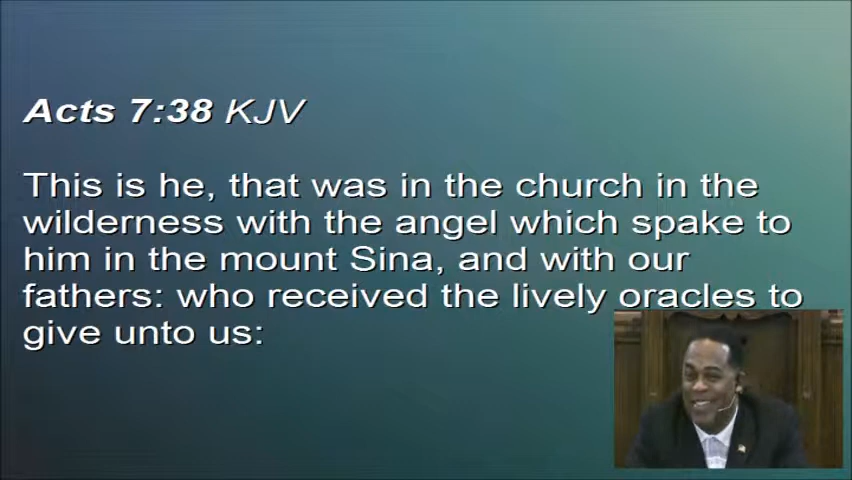 Acts 7:38 KJV
This is he, that was in the church in the
wilderness with the angel which spake to
him in the mount Sina, and with our
fathers: who received the lively oracles to
give unto us: